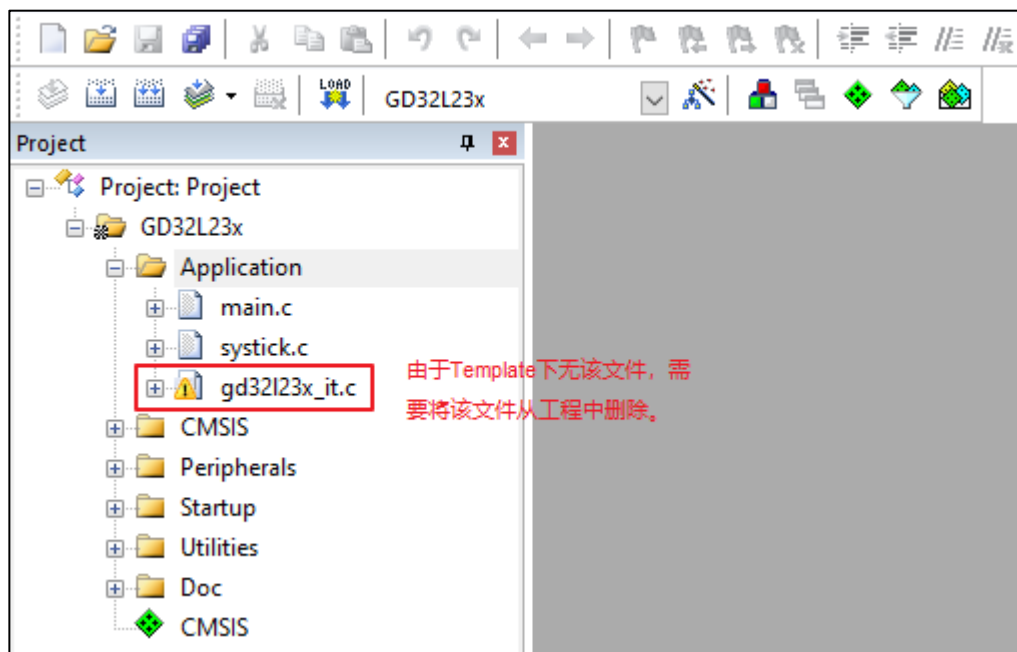 LOAD
GD32L23x
Project
Project: Project
GD32L23x
Application
main.c
systick.c
gd32l23x_it.c
由于Template下无该文件，需
要将该文件从工程中删除。
CMSIS
Peripherals
Startup
Utilities
Doc
CMSIS